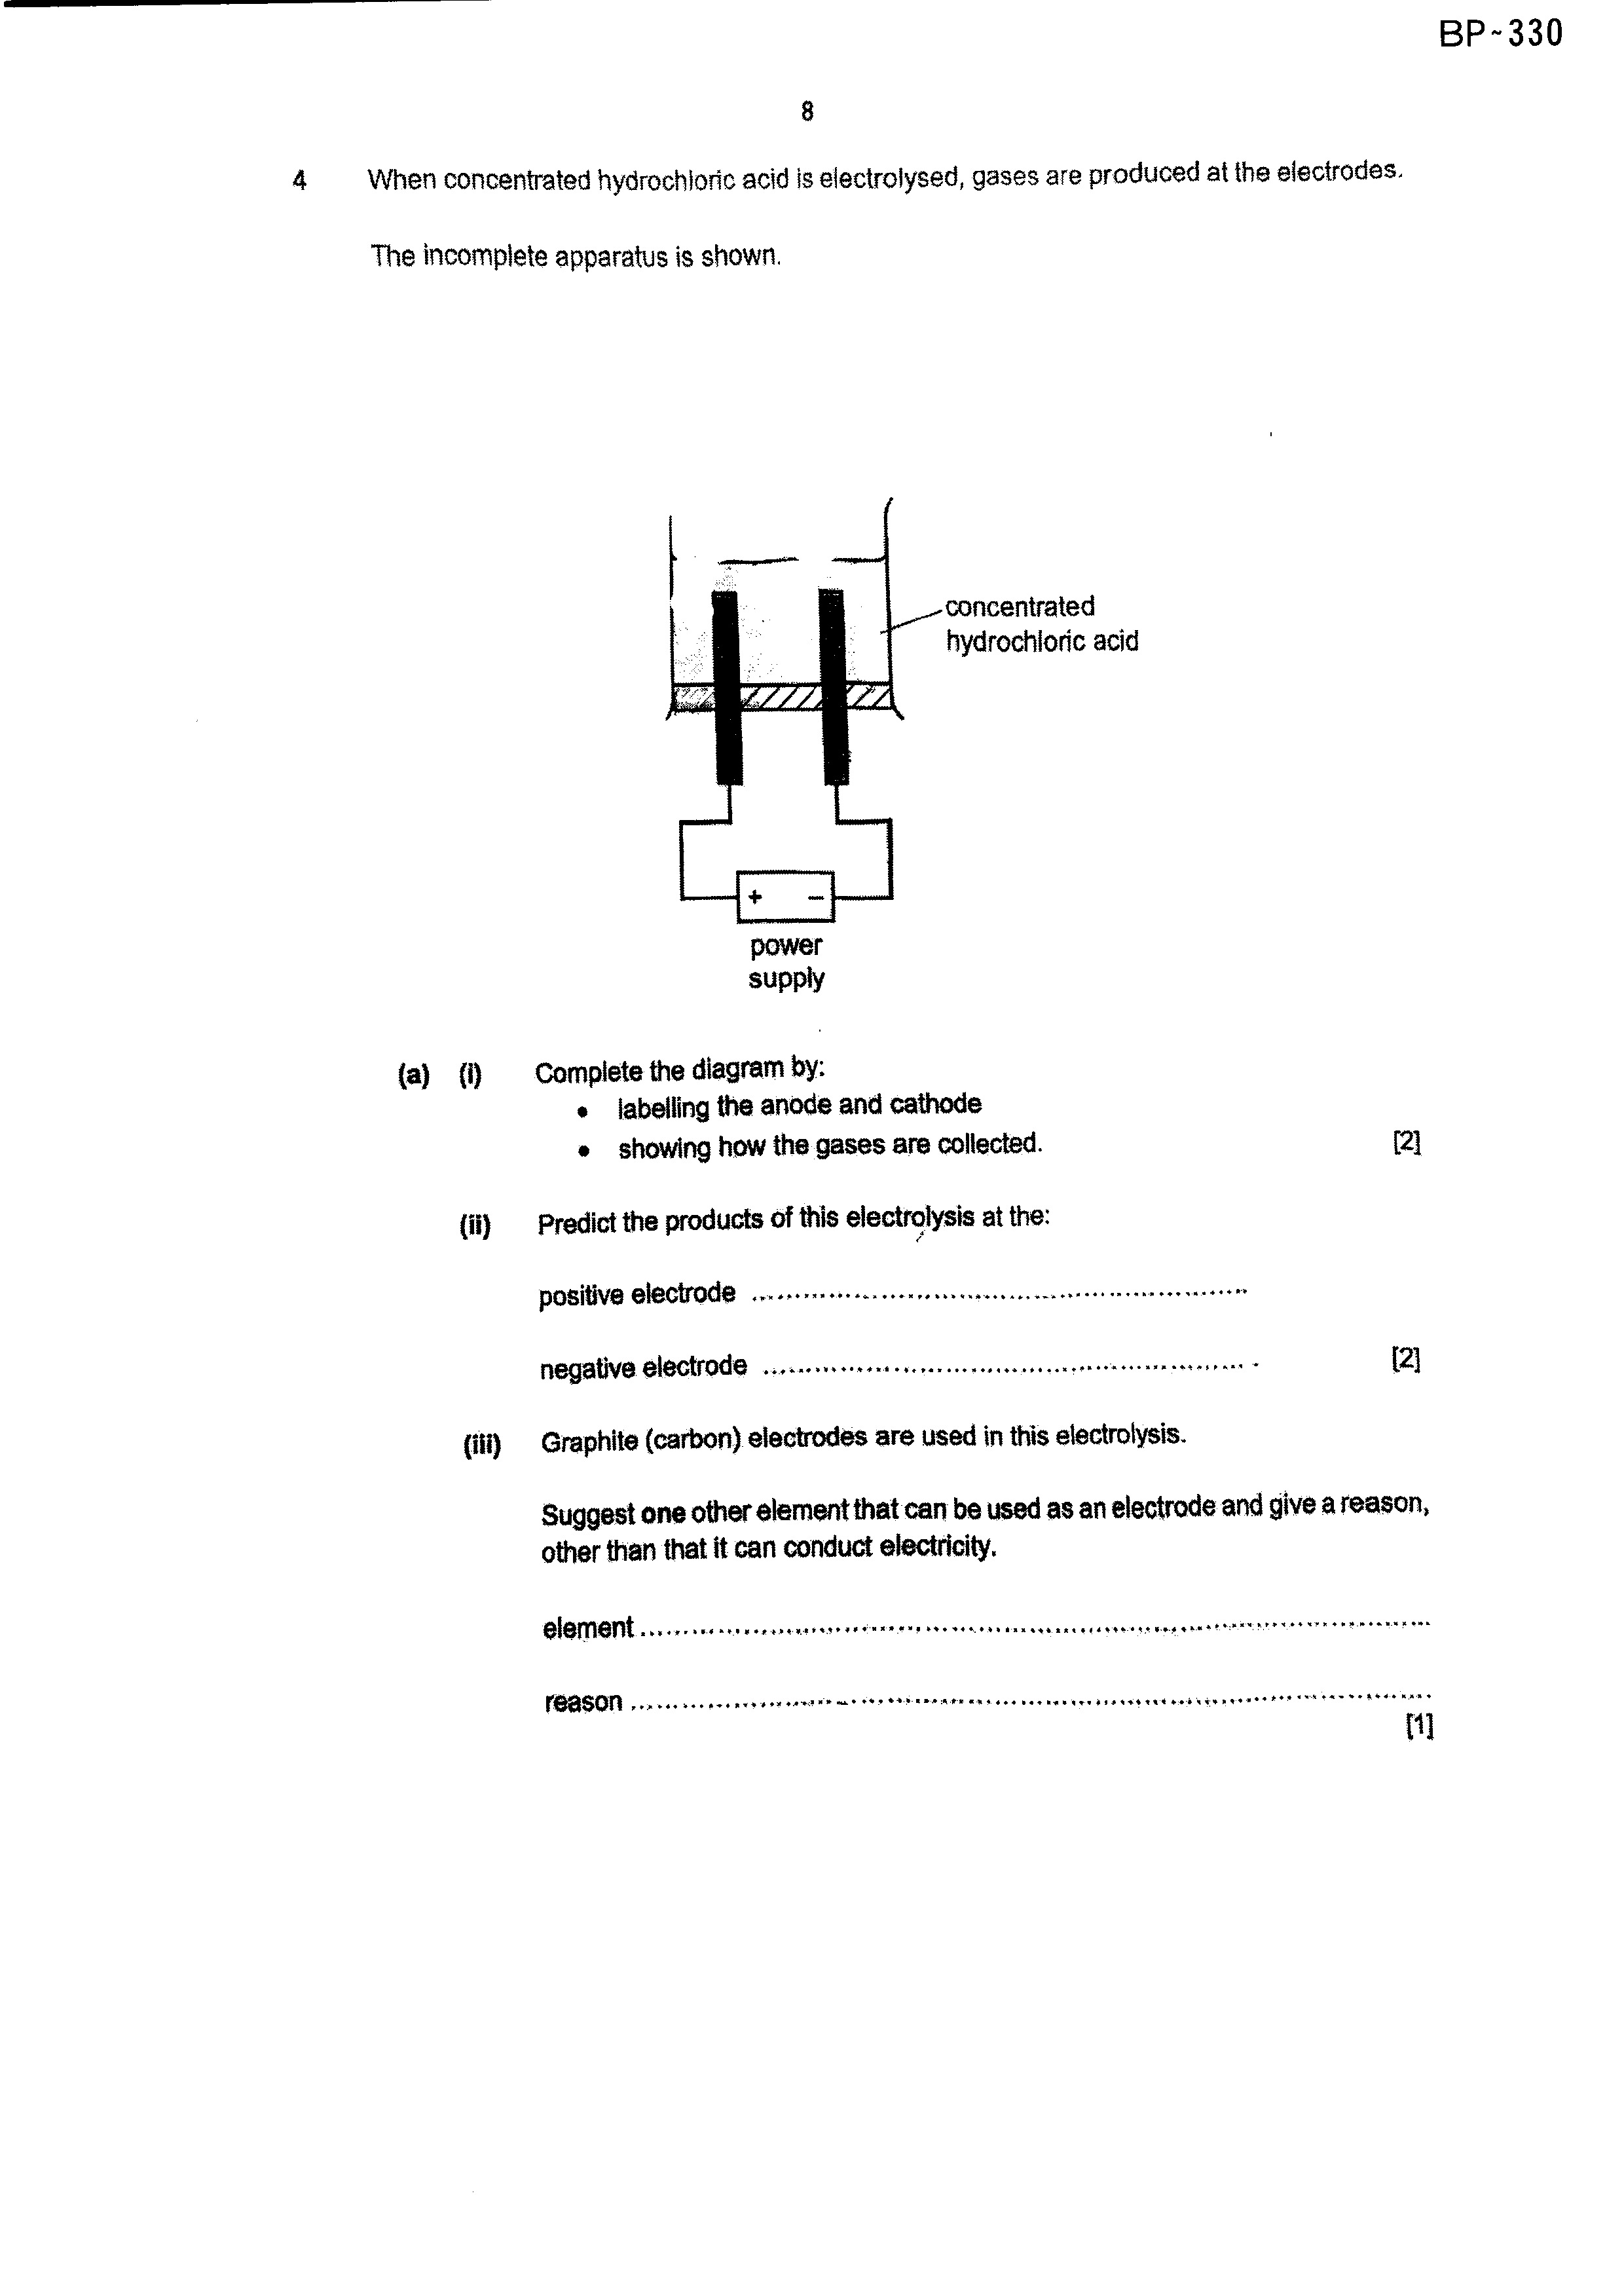 BP~330
8
4 When concentrated hydrochloric acid is electrolysed, gases are produced at the electrodes.
The incomplete apparatus is shown.
concentrated
hydrochloric acid
+ −
power
supply
(a) (i) Complete the diagram by:
• labelling the anode and cathode
• showing how the gases are collected. [2]
(ii) Predict the products of this electrolysis at the:
positive electrode ............................................................
negative electrode ............................................................ [2]
(iii) Graphite (carbon) electrodes are used in this electrolysis.
Suggest one other element that can be used as an electrode and give a reason,
other than that it can conduct electricity.
element ............................................................
reason ............................................................
[1]